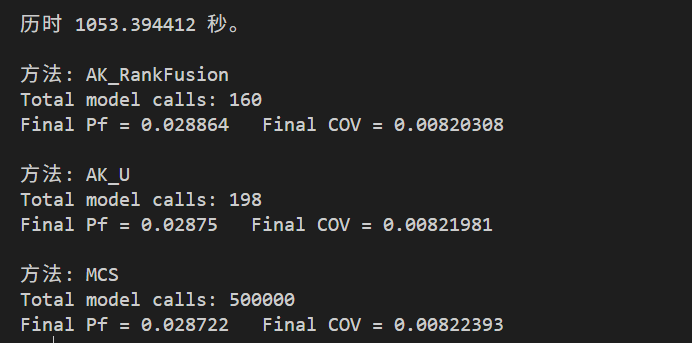 历时 1053.394412 秒。
方法: AK_RankFusion
Total model calls: 160
Final Pf = 0.028864   Final COV = 0.00820308
方法: AK_U
Total model calls: 198
Final Pf = 0.02875   Final COV = 0.00821981
方法: MCS
Total model calls: 500000
Final Pf = 0.028722   Final COV = 0.00822393